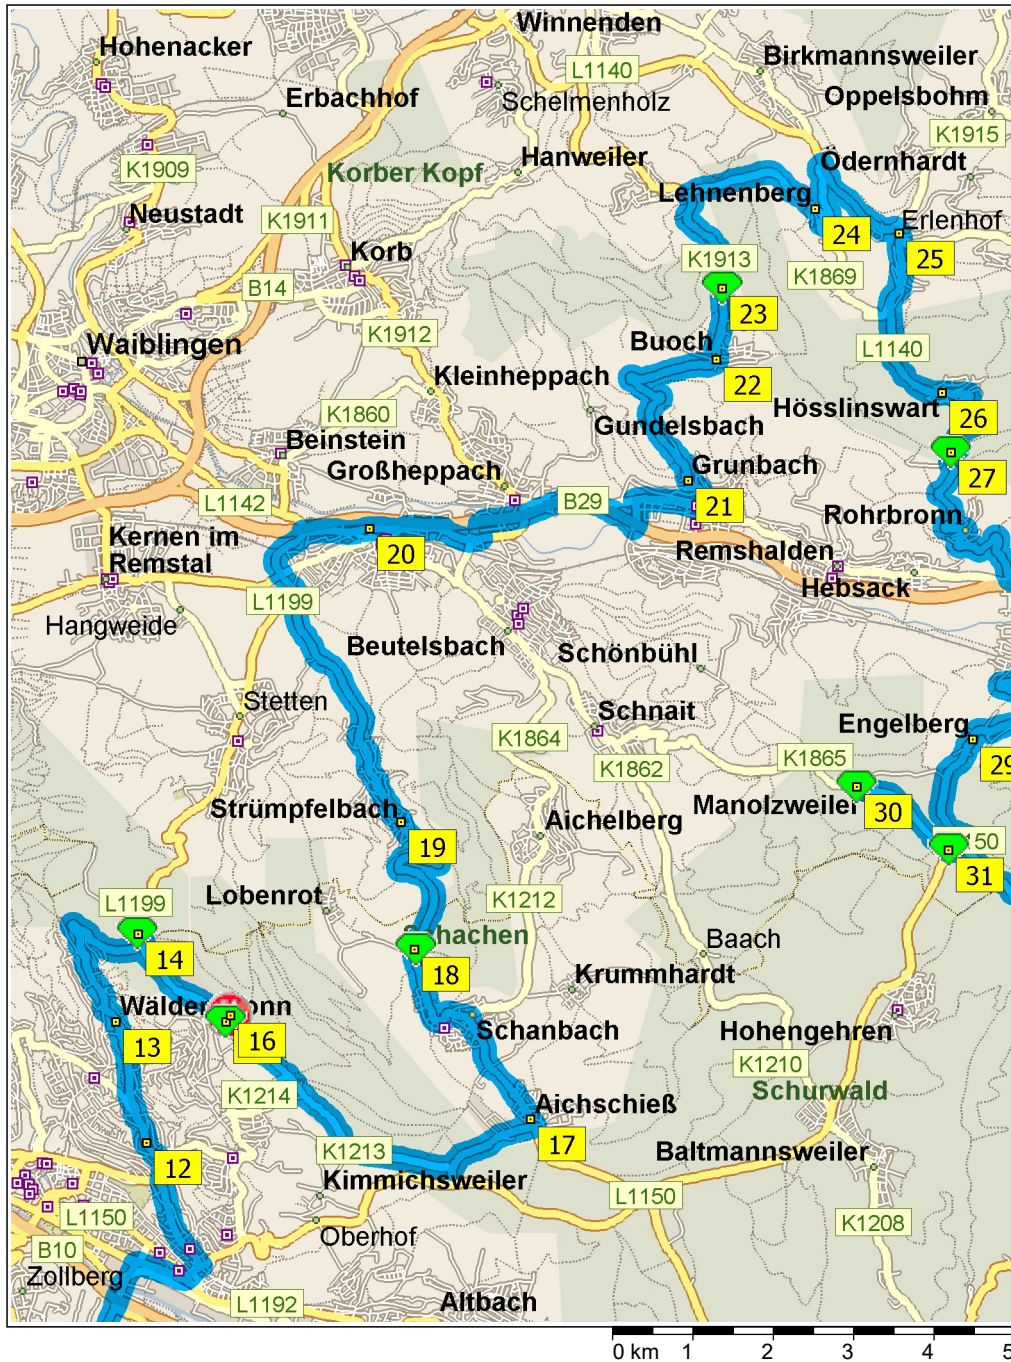 Winnenden
Hohenacker
Birkmannsweiler
L1140
Erbachhof
Schelmenholz
Oppelsbohm
K1915
Hanweiler
Ödernhardt
K1909
Korber Kopf
Lehnenberg
Neustadt
K1911
Erlenhof
24
25
Korb
K1913
K1869
B14
23
K1912
Buoch
L1140
Waiblingen
22
Kleinheppach
Hösslinswart
26
K1860
Gundelsbach
Beinstein
Großheppach
Grunbach
27
L1142
B29
21
Rohrbronn
Kernen im
Remstal
20
Remshalden
Hebsack
L1199
Hangweide
Beutelsbach
Schönbühl
Stetten
Schnait
Engelberg
K1864
K1862
K1865
29
Strümpfelbach
Manolzweiler
30
Aichelberg
19
150
31
Lobenrot
L1199
K1212
14
Schachen
Baach
18
Krummhardt
Wäldenbronn
13
16
Schanbach
Hohengehren
K1210
K1214
Schurwald
Aichschieß
17
12
K1213
Baltmannsweiler
Kimmichsweiler
L1150
L1150
K1208
Oberhof
B10
Zollberg
L1192
Altbach
0 km 1 2 3 4 5